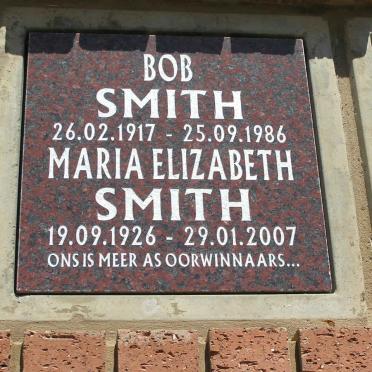 BOB
SMITH
26.02.1917 - 25.09.1986
MARIA ELIZABETH
SMITH
19.09.1926 - 29.01.2007
ONS IS MEER AS OORWINNAARS...